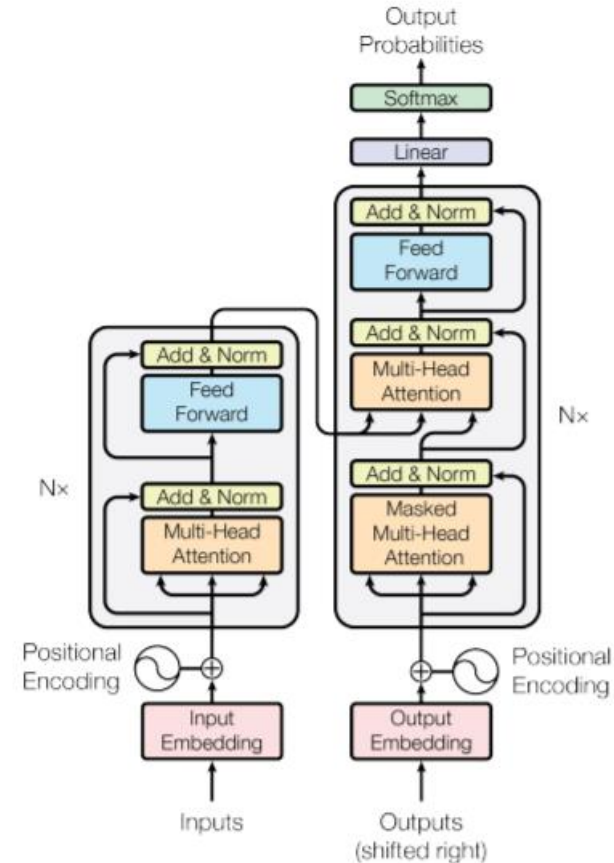 Output
Probabilities
Softmax
Linear
Add & Norm
Feed
Forward
Add & Norm
Multi-Head
Attention
Nx
Add & Norm
Masked
Multi-Head
Attention
Positional
Encoding
Output
Embedding
Outputs
(shifted right)
Add & Norm
Feed
Forward
Nx
Add & Norm
Multi-Head
Attention
Positional
Encoding
Input
Embedding
Inputs